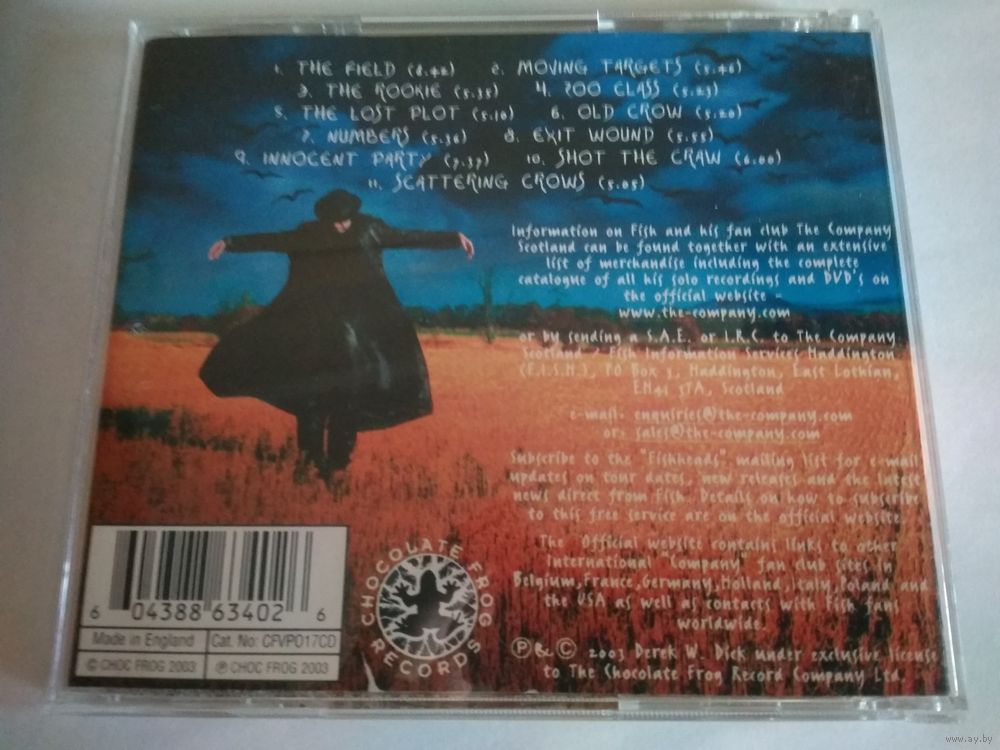 1. THE FIELD (8.42) 2. MOVING TARGETS (5.46)
3. THE ROOKIE (5.35) 4. ZOO CLASS (5.23)
5. THE LOST PLOT (5.10) 6. OLD CROW (5.20)
7. NUMBERS (5.36) 8. EXIT WOUND (5.55)
9. INNOCENT PARTY (7.37) 10. SHOT THE CRAW (6.00)
11. SCATTERING CROWS (5.05)
Information on Fish and his fan club The Company
Scotland can be found together with an extensive
list of merchandise including the complete
catalogue of all his solo recordings and DVD's on
the official website -
www.the-company.com
or by sending a S.A.E. or I.R.C. to The Company
Scotland / Fish Information Services Haddington
(F.I.S.H.), PO Box 3, Haddington, East Lothian,
EH41 3TA, Scotland
e-mail- enquiries@the-company.com
or- sales@the-company.com
Subscribe to the "Fishheads" mailing list for e-mail
updates on tour dates, new releases and the latest
news direct from Fish. Details on how to subscribe
to this free service are on the official website
The Official website contains links to other
international "Company" fan club sites in
Belgium,France,Germany,Holland,Italy,Poland and
the USA as well as contacts with Fish fans
worldwide.
Ⓟ & © 2003 Derek W. Dick under exclusive license
to The Chocolate Frog Record Company Ltd.
CHOCOLATE FROG RECORDS
6 04388 63402 6
Made in England Cat. No: CFVP017CD
© CHOC FROG 2003 Ⓟ CHOC FROG 2003
www.ay.by